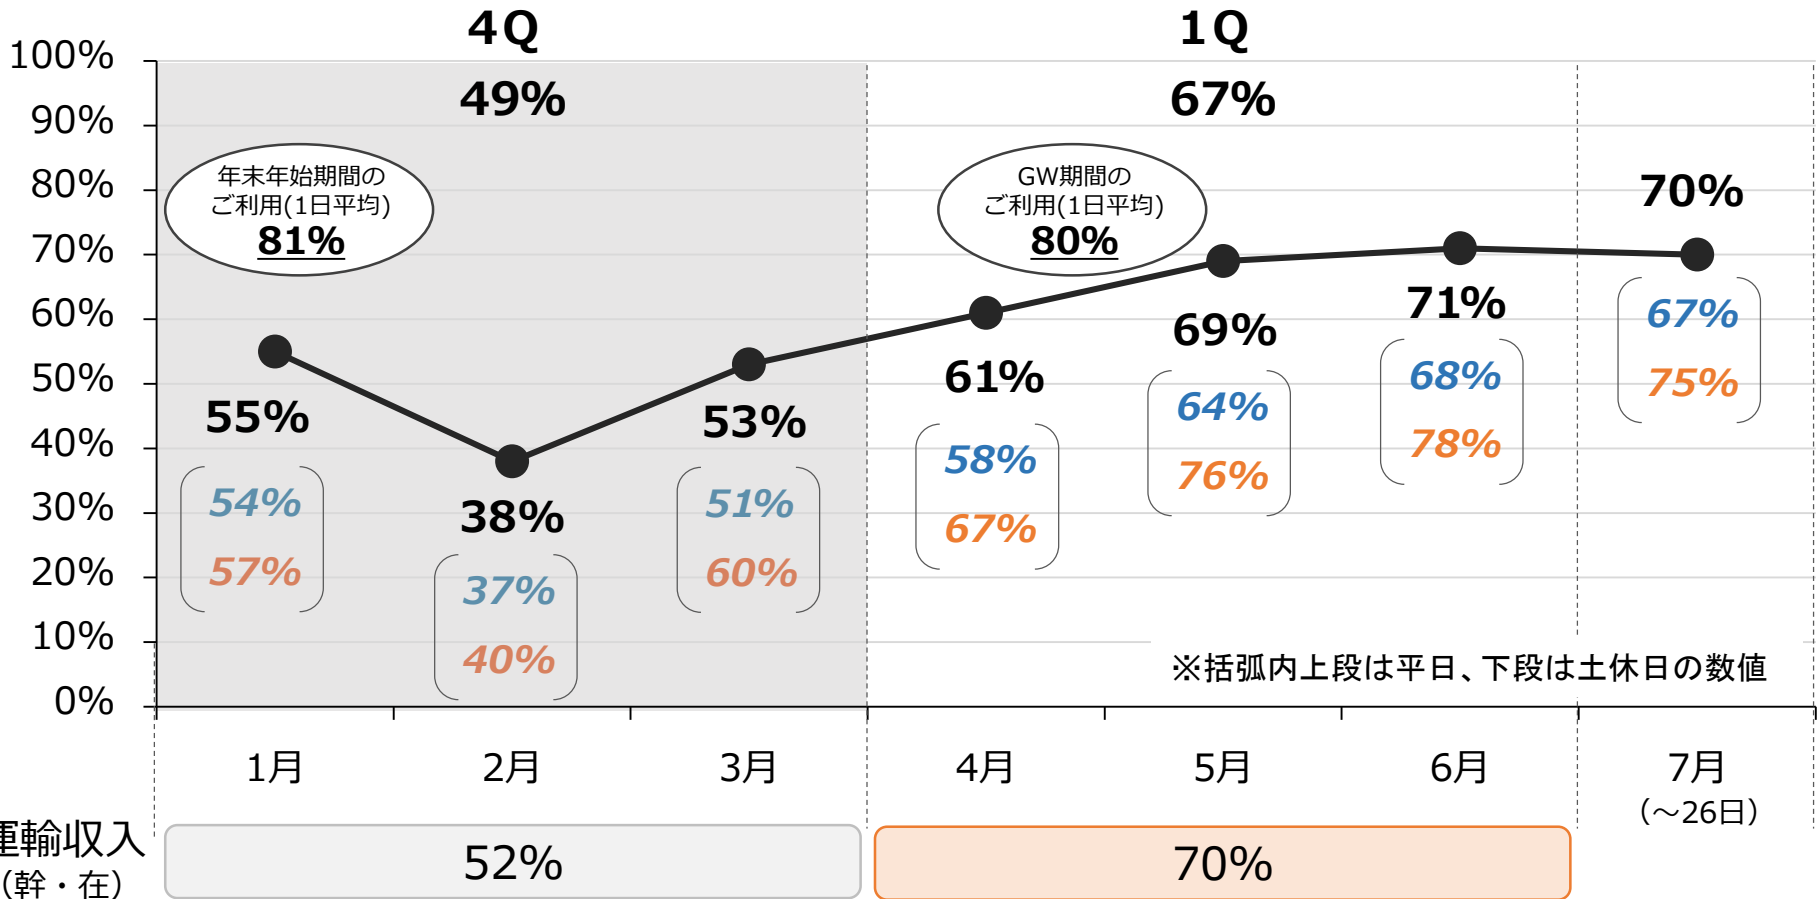 4Q
1Q
49%
67%
100%
90%
80%
70%
60%
50%
40%
30%
20%
10%
0%
年末年始期間の
ご利用(1日平均)
81%
GW期間の
ご利用(1日平均)
80%
55%
54%
57%
38%
37%
40%
53%
51%
60%
61%
58%
67%
69%
64%
76%
71%
68%
78%
70%
67%
75%
※括弧内上段は平日、下段は土休日の数値
1月
2月
3月
4月
5月
6月
7月
(～26日)
運輸収入
(幹・在)
52%
70%